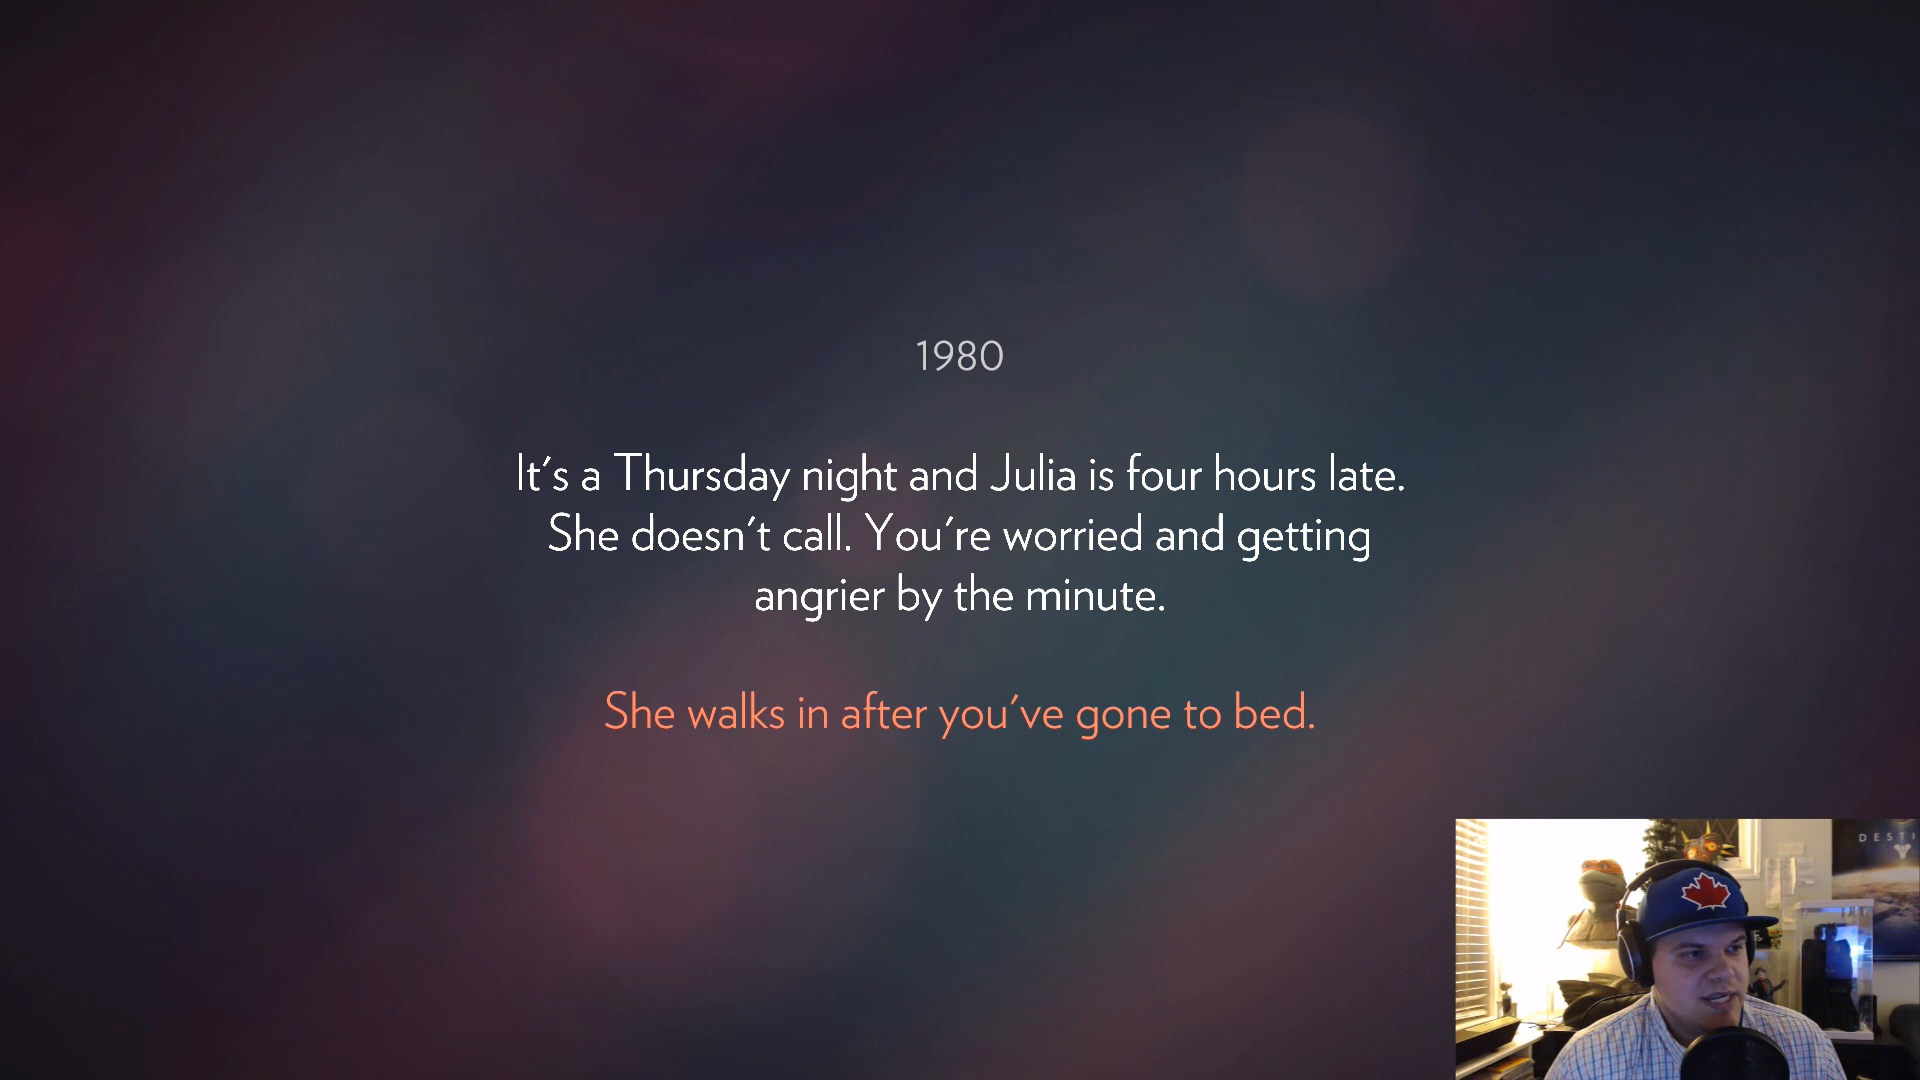 1980
It's a Thursday night and Julia is four hours late.
She doesn't call. You're worried and getting
angrier by the minute.
She walks in after you've gone to bed.
DESTI